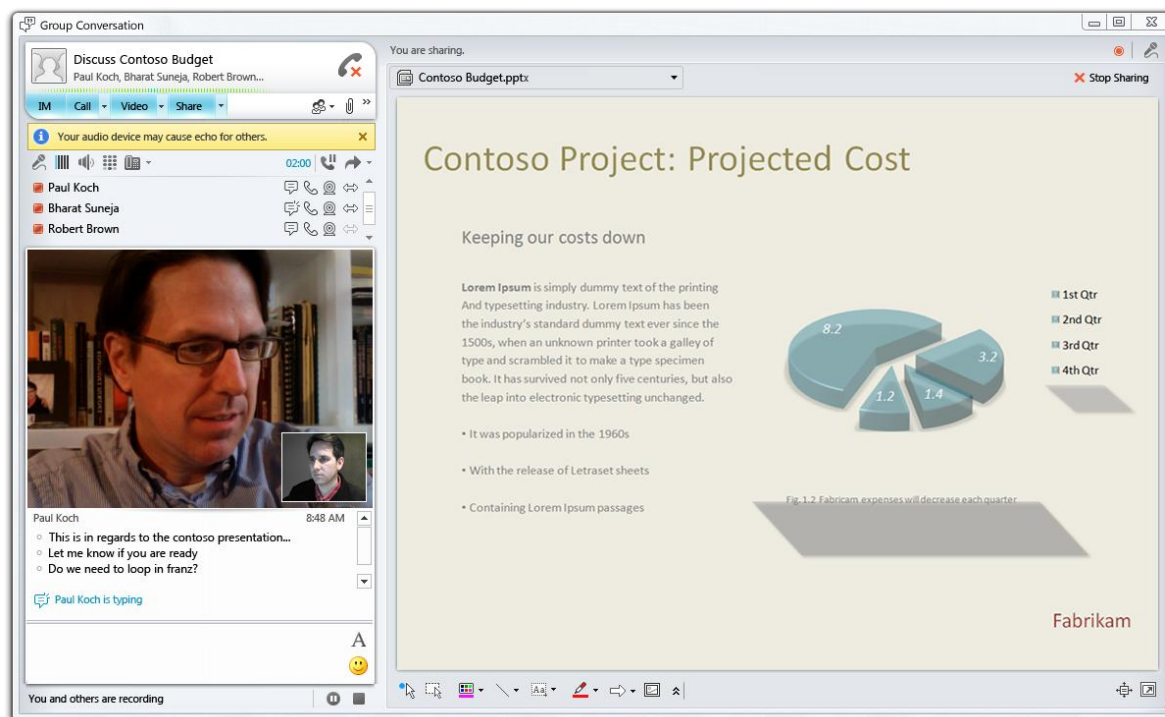 Group Conversation
Discuss Contoso Budget
Paul Koch, Bharat Suneja, Robert Brown...
IM Call Video Share
Your audio device may cause echo for others.
02:00
Paul Koch
Bharat Suneja
Robert Brown
Paul Koch 8:48 AM
This is in regards to the contoso presentation...
Let me know if you are ready
Do we need to loop in franz?
Paul Koch is typing
A
You and others are recording
You are sharing.
Contoso Budget.pptx
Stop Sharing
Contoso Project: Projected Cost
Keeping our costs down
Lorem Ipsum is simply dummy text of the printing
And typesetting industry. Lorem Ipsum has been
the industry's standard dummy text ever since the
1500s, when an unknown printer took a galley of
type and scrambled it to make a type specimen
book. It has survived not only five centuries, but also
the leap into electronic typesetting unchanged.
• It was popularized in the 1960s
• With the release of Letraset sheets
• Containing Lorem Ipsum passages
8.2
3.2
1.2
1.4
1st Qtr
2nd Qtr
3rd Qtr
4th Qtr
Fig. 1.2 Fabricam expenses will decrease each quarter
Fabrikam
Aa